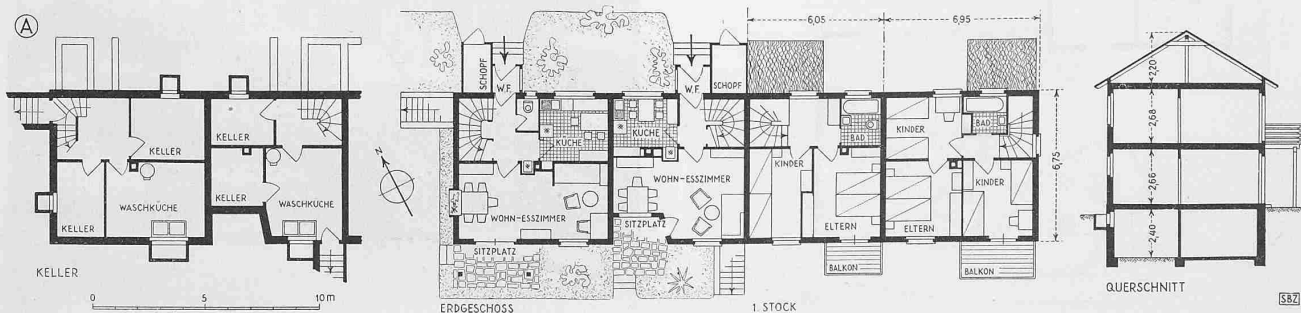 A
KELLER
KELLER
KELLER
KELLER
WASCHKÜCHE
WASCHKÜCHE
KELLER
0 5 10 m
N
SCHOPF
W.F.
W.F.
SCHOPF
KÜCHE
KÜCHE
WOHN-ESSZIMMER
WOHN-ESSZIMMER
SITZPLATZ
SITZPLATZ
ERDGESCHOSS
6,05
6,95
BAD
BAD
KINDER
KINDER
KINDER
ELTERN
ELTERN
BALKON
BALKON
6,75
1. STOCK
2,20
2,68
2,66
2,40
QUERSCHNITT
SBZ